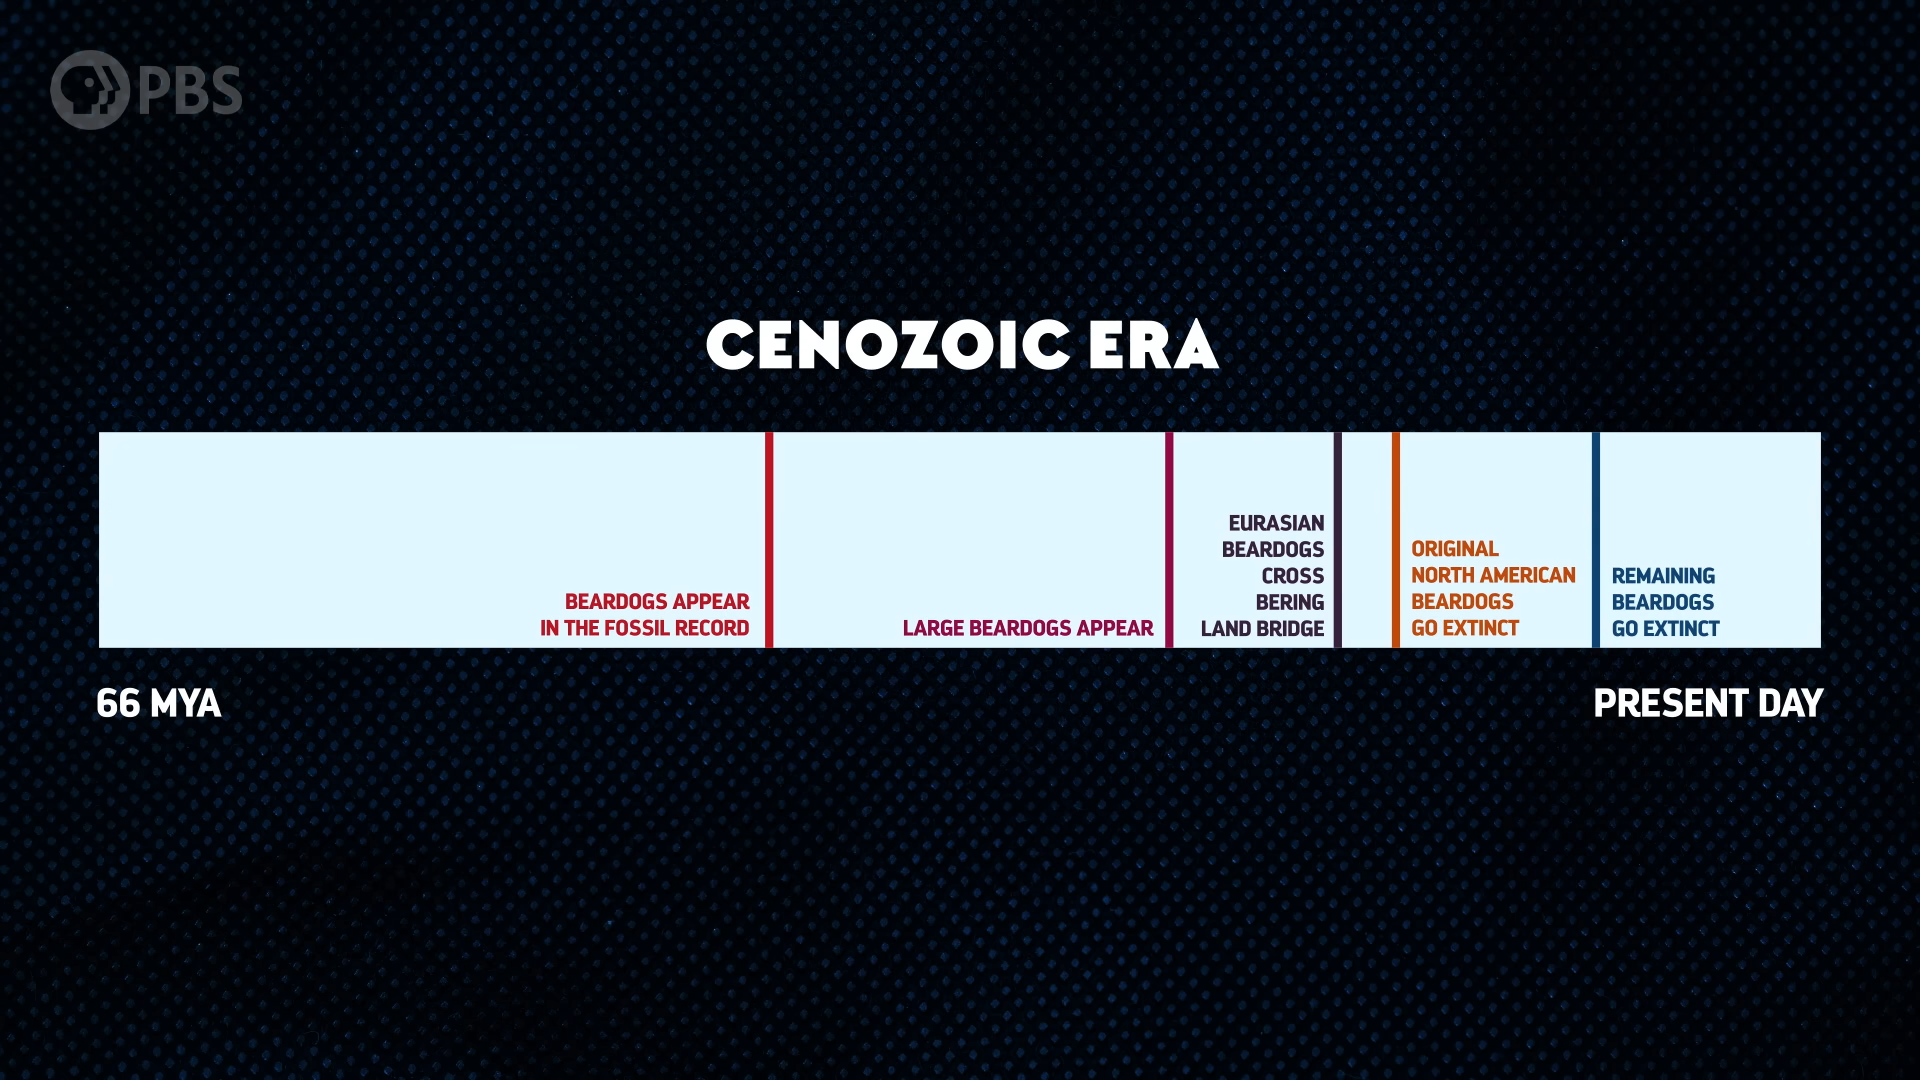 PBS
CENOZOIC ERA
BEARDOGS APPEAR
IN THE FOSSIL RECORD
LARGE BEARDOGS APPEAR
EURASIAN
BEARDOGS
CROSS
BERING
LAND BRIDGE
ORIGINAL
NORTH AMERICAN
BEARDOGS
GO EXTINCT
REMAINING
BEARDOGS
GO EXTINCT
66 MYA
PRESENT DAY